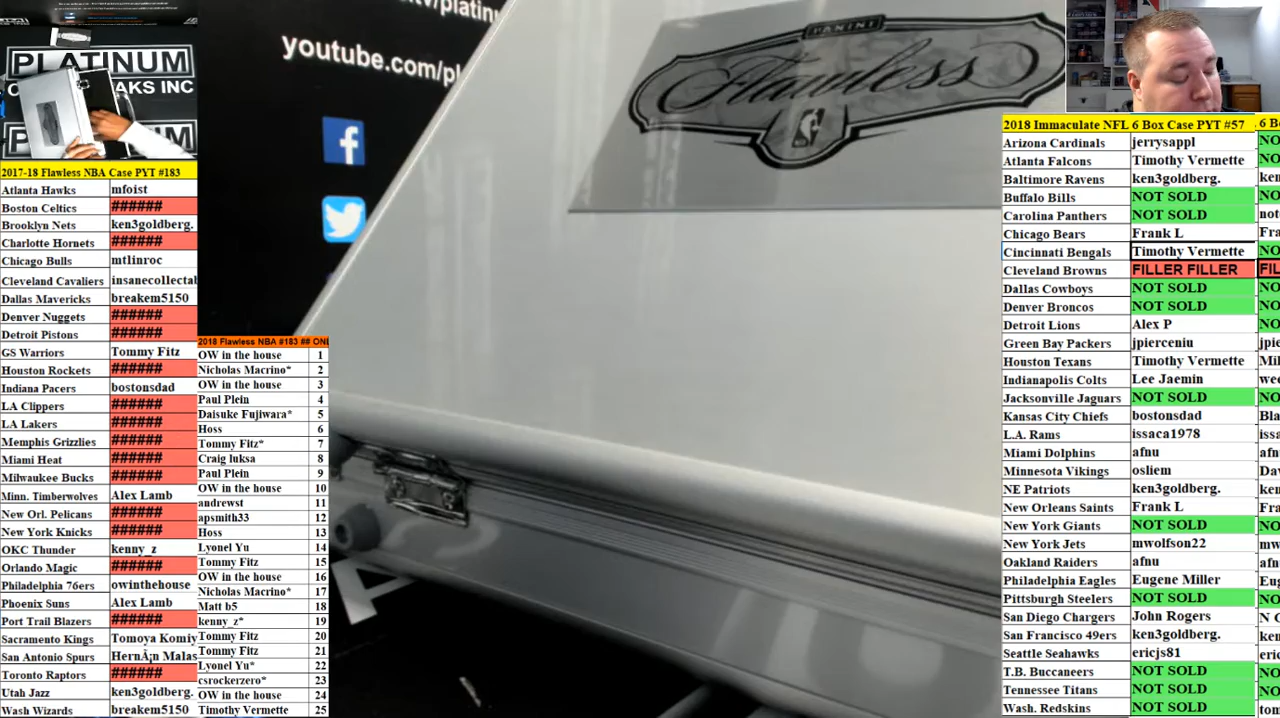 PLATINUM
AKS INC
PLATINUM
2017-18 Flawless NBA Case PYT #183
Atlanta Hawks mfoist
Boston Celtics ######
Brooklyn Nets ken3goldberg.
Charlotte Hornets ######
Chicago Bulls mtlinroc
Cleveland Cavaliers insanecollectab
Dallas Mavericks breakem5150
Denver Nuggets ######
Detroit Pistons ######
GS Warriors Tommy Fitz
Houston Rockets ######
Indiana Pacers bostonsdad
LA Clippers ######
LA Lakers ######
Memphis Grizzlies ######
Miami Heat ######
Milwaukee Bucks ######
Minn. Timberwolves Alex Lamb
New Orl. Pelicans ######
New York Knicks ######
OKC Thunder kenny_z
Orlando Magic ######
Philadelphia 76ers owinthehouse
Phoenix Suns Alex Lamb
Port Trail Blazers ######
Sacramento Kings Tomoya Komiy
San Antonio Spurs HernÃ¡n Malas
Toronto Raptors ######
Utah Jazz ken3goldberg.
Wash Wizards breakem5150
2018 Flawless NBA #183 ## ONL
OW in the house 1
Nicholas Macrino* 2
OW in the house 3
Paul Plein 4
Daisuke Fujiwara* 5
Hoss 6
Tommy Fitz* 7
Craig luksa 8
Paul Plein 9
OW in the house 10
andrewst 11
apsmith33 12
Hoss 13
Lyonel Yu 14
Tommy Fitz 15
OW in the house 16
Nicholas Macrino* 17
Matt b5 18
kenny_z* 19
Tommy Fitz 20
Tommy Fitz 21
Lyonel Yu* 22
csrockerzero* 23
OW in the house 24
Timothy Vermette 25
tv/platinu
youtube.com/pl
PANINI
Flawless
2018 Immaculate NFL 6 Box Case PYT #57
Arizona Cardinals jerrysappl
Atlanta Falcons Timothy Vermette
Baltimore Ravens ken3goldberg.
Buffalo Bills NOT SOLD
Carolina Panthers NOT SOLD
Chicago Bears Frank L
Cincinnati Bengals Timothy Vermette
Cleveland Browns FILLER FILLER
Dallas Cowboys NOT SOLD
Denver Broncos NOT SOLD
Detroit Lions Alex P
Green Bay Packers jpierceniu
Houston Texans Timothy Vermette
Indianapolis Colts Lee Jaemin
Jacksonville Jaguars NOT SOLD
Kansas City Chiefs bostonsdad
L.A. Rams issaca1978
Miami Dolphins afnu
Minnesota Vikings osliem
NE Patriots ken3goldberg.
New Orleans Saints Frank L
New York Giants NOT SOLD
New York Jets mwolfson22
Oakland Raiders afnu
Philadelphia Eagles Eugene Miller
Pittsburgh Steelers NOT SOLD
San Diego Chargers John Rogers
San Francisco 49ers ken3goldberg.
Seattle Seahawks ericjs81
T.B. Buccaneers NOT SOLD
Tennessee Titans NOT SOLD
Wash. Redskins NOT SOLD